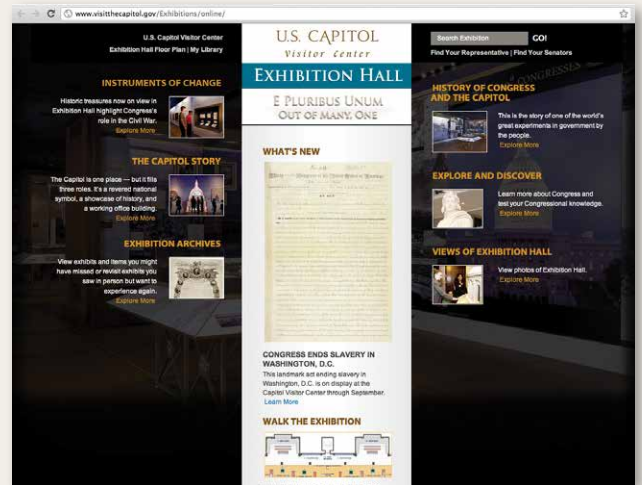 www.visitthecapitol.gov/Exhibitions/online/
U.S. Capitol Visitor Center
Exhibition Hall Floor Plan | My Library
INSTRUMENTS OF CHANGE
Historic treasures now on view in
Exhibition Hall highlight Congress's
role in the Civil War.
Explore More
THE CAPITOL STORY
The Capitol is one place — but it fills
three roles. It's a revered national
symbol, a showcase of history, and
a working office building.
Explore More
EXHIBITION ARCHIVES
View exhibits and items you might
have missed or revisit exhibits you
saw in person but want to
experience again.
Explore More
U.S. CAPITOL
Visitor Center
EXHIBITION HALL
E PLURIBUS UNUM
OUT OF MANY, ONE
WHAT'S NEW
CONGRESS ENDS SLAVERY IN
WASHINGTON, D.C.
This landmark act ending slavery in
Washington, D.C. is on display at the
Capitol Visitor Center through September.
Learn More
WALK THE EXHIBITION
Search Exhibition GO!
Find Your Representative | Find Your Senators
HISTORY OF CONGRESS
AND THE CAPITOL
This is the story of one of the world's
great experiments in government by
the people.
Explore More
EXPLORE AND DISCOVER
Learn more about Congress and
test your Congressional knowledge.
Explore More
VIEWS OF EXHIBITION HALL
View photos of Exhibition Hall.
Explore More